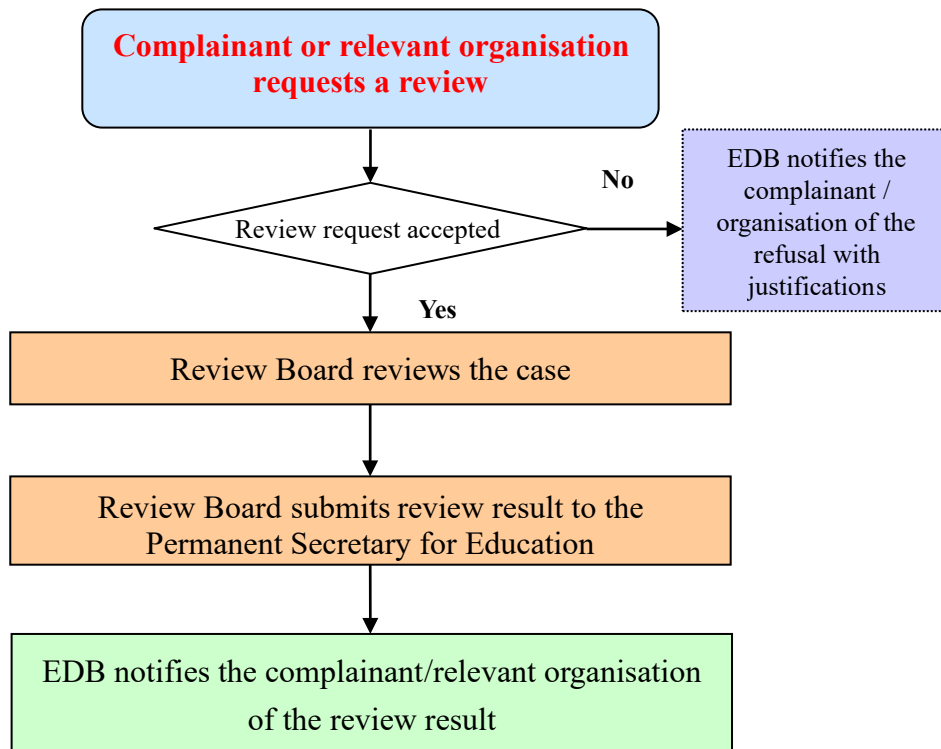 Complainant or relevant organisation
requests a review
No
EDB notifies the
complainant /
organisation of the
refusal with
justifications
Review request accepted
Yes
Review Board reviews the case
Review Board submits review result to the
Permanent Secretary for Education
EDB notifies the complainant/relevant organisation
of the review result